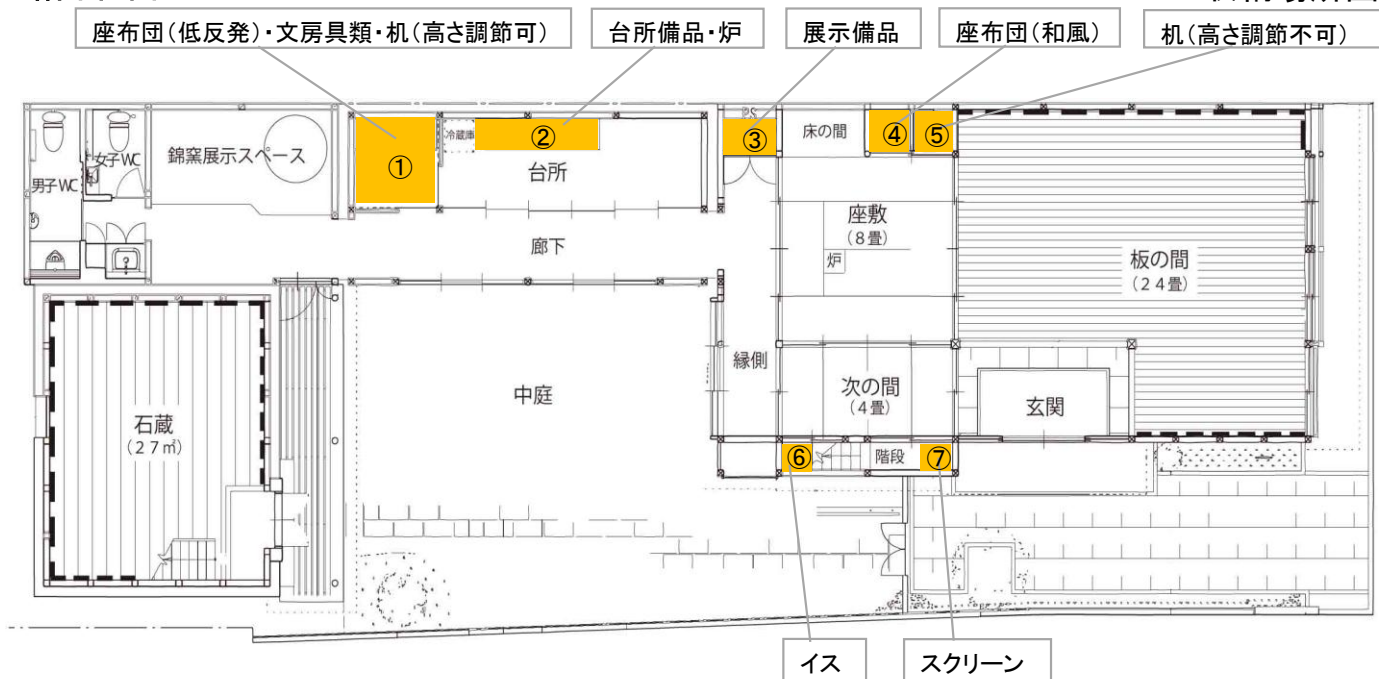 座布団(低反発)・文房具類・机(高さ調節可)
台所備品・炉
展示備品
座布団(和風)
机(高さ調節不可)
男子WC
女子WC
錦窯展示スペース
①
冷蔵庫
②
台所
③
床の間
④
⑤
廊下
座敷
(8畳)
炉
板の間
(24畳)
縁側
次の間
(4畳)
玄関
中庭
石蔵
(27㎡)
⑥
階段
⑦
イス
スクリーン